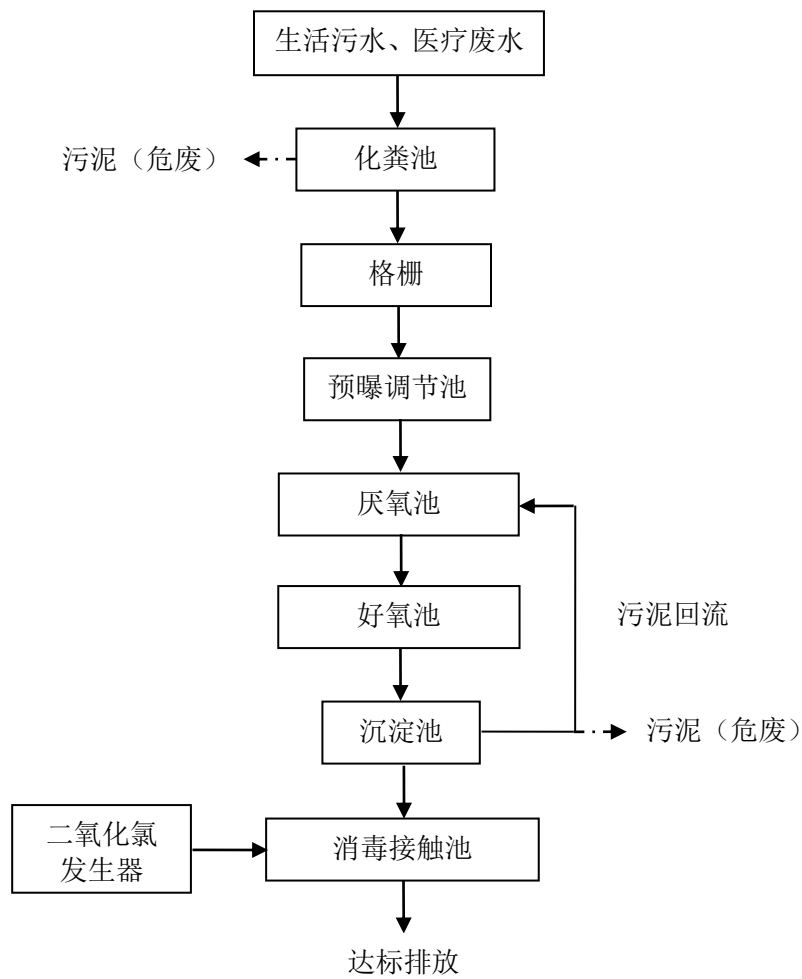 生活污水、医疗废水
污泥（危废）
化粪池
格栅
预曝调节池
厌氧池
好氧池
污泥回流
沉淀池
污泥（危废）
二氧化氯
发生器
消毒接触池
达标排放